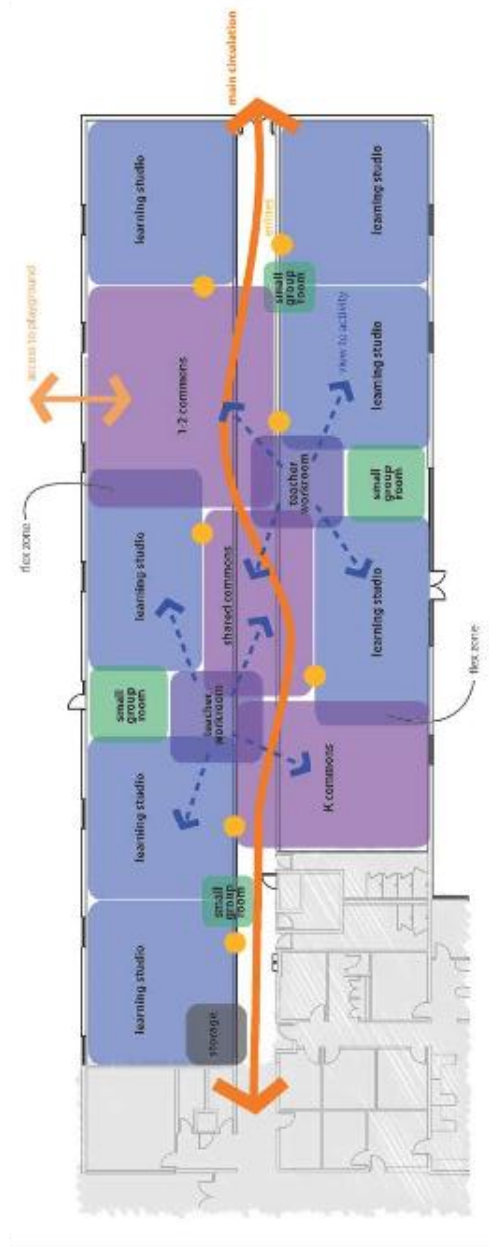 flex zone
access to playground
learning studio
learning studio
small
group
room
learning studio
1-2 commons
learning studio
storage
small
group
room
teacher
workroom
shared commons
main circulation
entries
small
group
room
teacher
workroom
view to activity
K commons
learning studio
small
group
room
learning studio
learning studio
flex zone